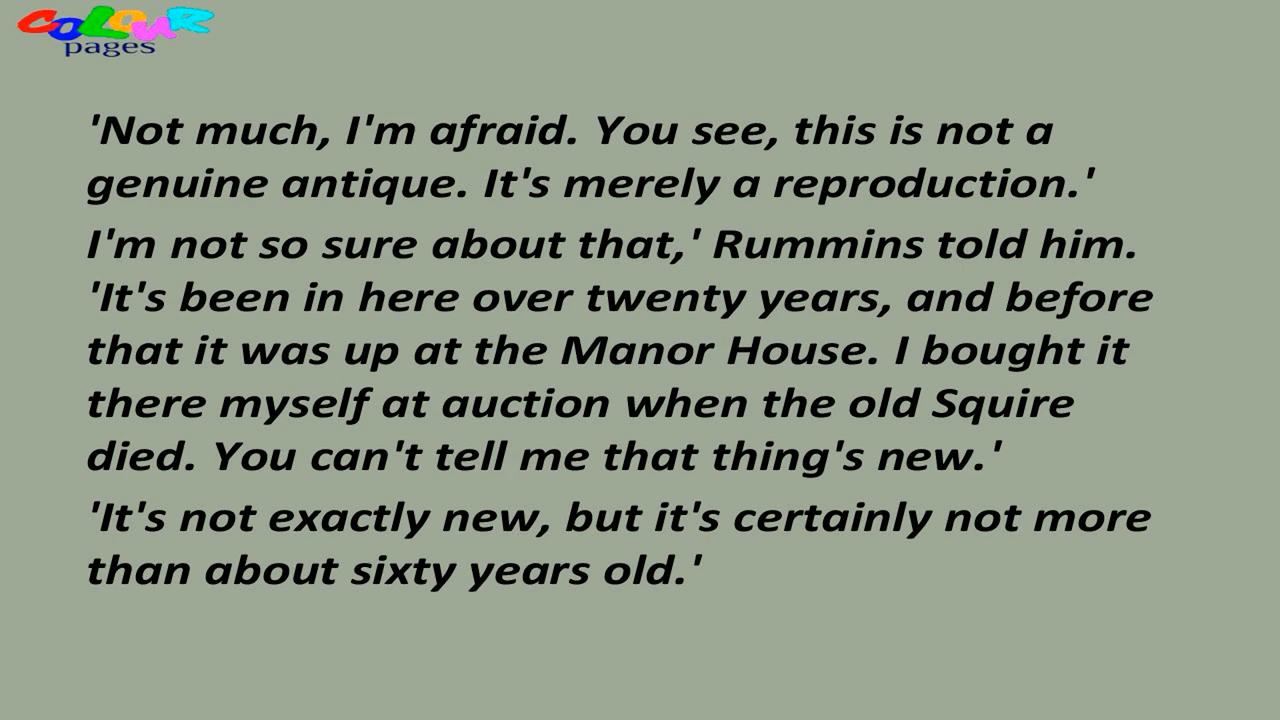 COLOUR
pages
'Not much, I'm afraid. You see, this is not a
genuine antique. It's merely a reproduction.'
I'm not so sure about that,' Rummins told him.
'It's been in here over twenty years, and before
that it was up at the Manor House. I bought it
there myself at auction when the old Squire
died. You can't tell me that thing's new.'
'It's not exactly new, but it's certainly not more
than about sixty years old.'